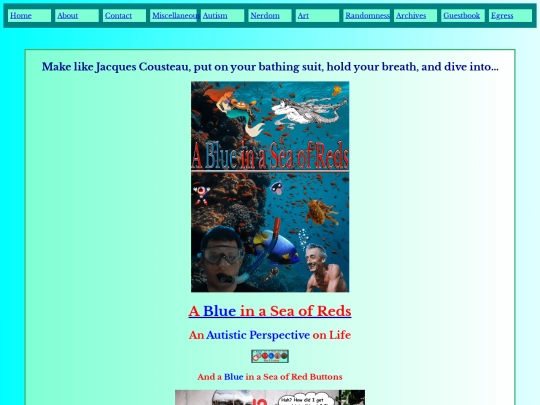 Home
About
Contact
Miscellaneous
Autism
Nerdom
Art
Randomness
Archives
Guestbook
Egress
Make like Jacques Cousteau, put on your bathing suit, hold your breath, and dive into...
A Blue in a Sea of Reds
A Blue in a Sea of Reds
An Autistic Perspective on Life
And a Blue in a Sea of Red Buttons
Huh? How did I get